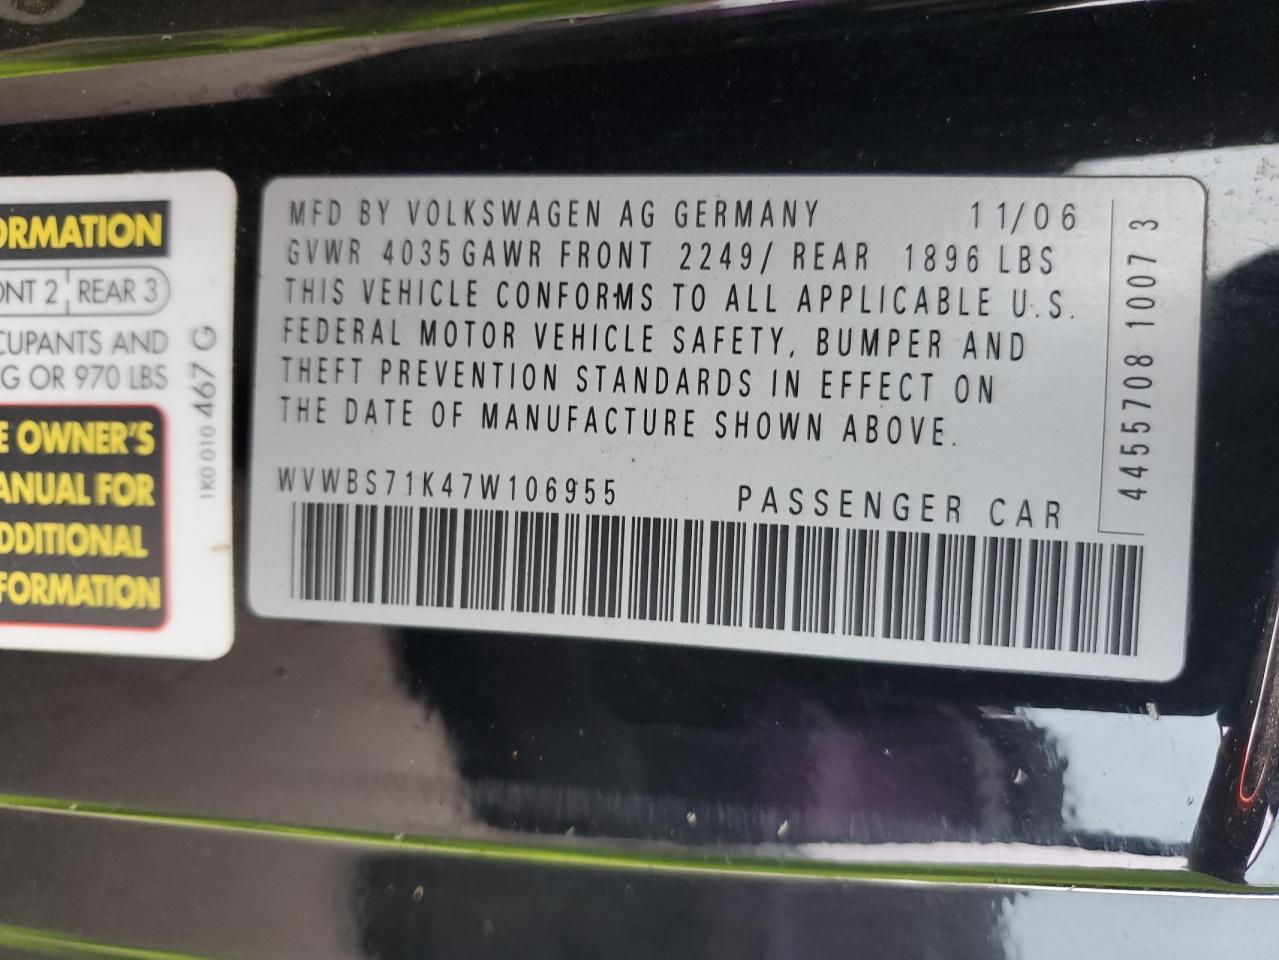 ORMATION
ONT 2 REAR 3
CUPANTS AND
G OR 970 LBS
E OWNER'S
ANUAL FOR
DDITIONAL
FORMATION
1K0 010 467 G
MFD BY VOLKSWAGEN AG GERMANY 11/06
GVWR 4035 GAWR FRONT 2249/ REAR 1896 LBS
THIS VEHICLE CONFORMS TO ALL APPLICABLE U.S.
FEDERAL MOTOR VEHICLE SAFETY, BUMPER AND
THEFT PREVENTION STANDARDS IN EFFECT ON
THE DATE OF MANUFACTURE SHOWN ABOVE.
WVWBS71K47W106955 PASSENGER CAR
4455708 1007 3